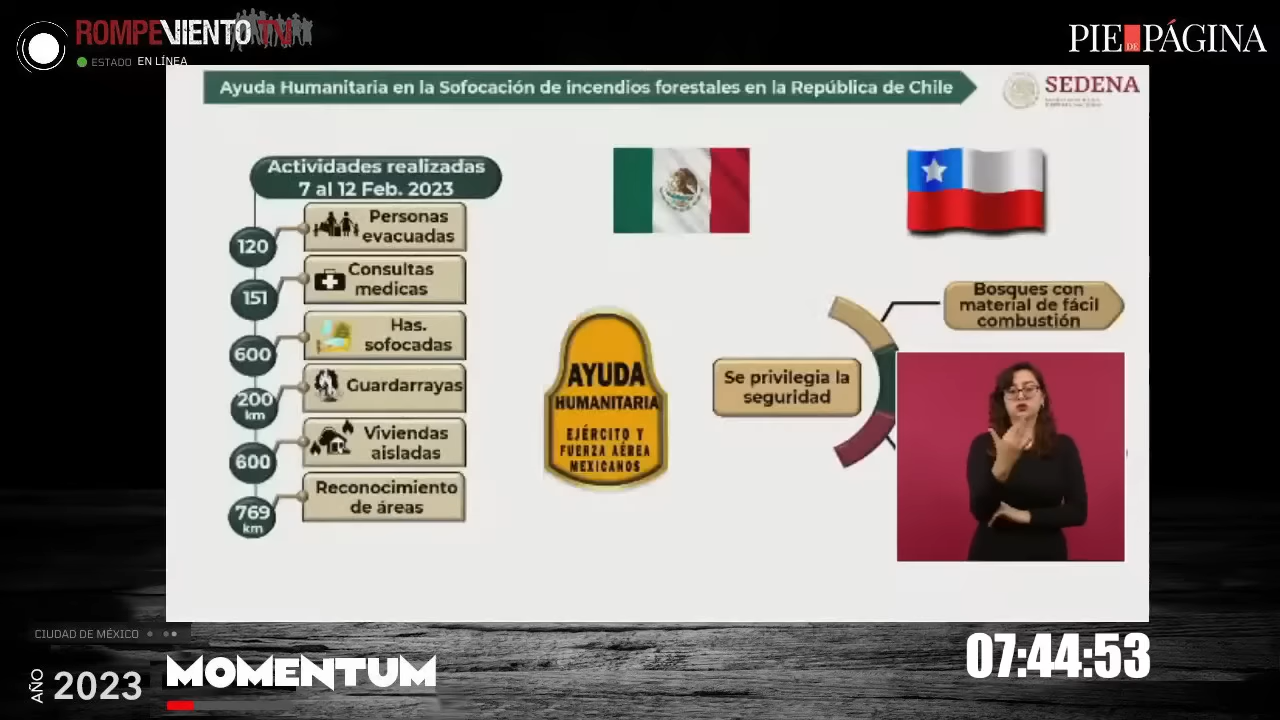 ROMPEVIENTO TV
ESTADO EN LÍNEA
PIE DE PÁGINA
Ayuda Humanitaria en la Sofocación de incendios forestales en la República de Chile
SEDENA
Actividades realizadas
7 al 12 Feb. 2023
120
Personas
evacuadas
151
Consultas
medicas
600
Has.
sofocadas
200
km
Guardarrayas
600
Viviendas
aisladas
769
km
Reconocimiento
de áreas
AYUDA
HUMANITARIA
EJÉRCITO Y
FUERZA AÉREA
MEXICANOS
Se privilegia la
seguridad
Bosques con
material de fácil
combustión
CIUDAD DE MÉXICO
AÑO
2023
MOMENTUM
07:44:53